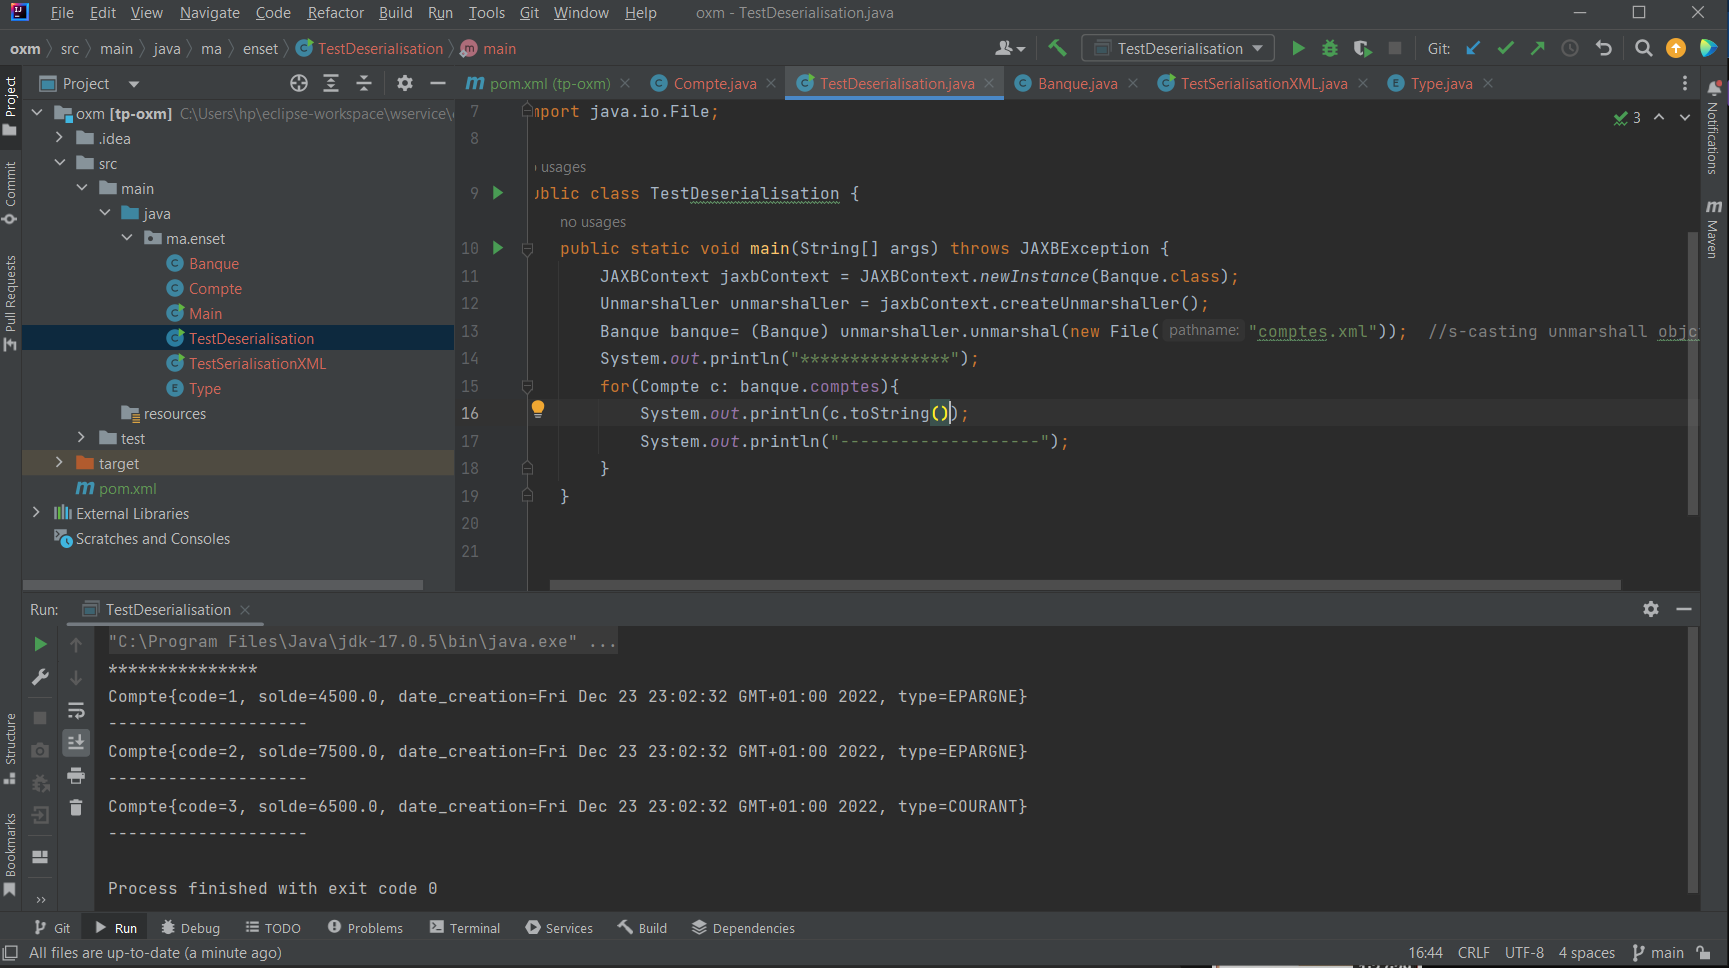 File Edit View Navigate Code Refactor Build Run Tools Git Window Help oxm - TestDeserialisation.java
oxm src main java ma enset TestDeserialisation main TestDeserialisation Git:
Project pom.xml (tp-oxm) Compte.java TestDeserialisation.java Banque.java TestSerialisationXML.java Type.java
Project
Commit
Pull Requests
Structure
Bookmarks
oxm [tp-oxm] C:\Users\hp\eclipse-workspace\wservice\
.idea
src
main
java
ma.enset
Banque
Compte
Main
TestDeserialisation
TestSerialisationXML
Type
resources
test
target
pom.xml
External Libraries
Scratches and Consoles
7 mport java.io.File;
8
usages
9 ublic class TestDeserialisation {
no usages
10 public static void main(String[] args) throws JAXBException {
11 JAXBContext jaxbContext = JAXBContext.newInstance(Banque.class);
12 Unmarshaller unmarshaller = jaxbContext.createUnmarshaller();
13 Banque banque= (Banque) unmarshaller.unmarshal(new File( pathname: "comptes.xml")); //s-casting unmarshall objc
14 System.out.println("***************");
15 for(Compte c: banque.comptes){
16 System.out.println(c.toString());
17 System.out.println("--------------------");
18 }
19 }
20
21
3
Notifications
Maven
Run: TestDeserialisation
"C:\Program Files\Java\jdk-17.0.5\bin\java.exe" ...
***************
Compte{code=1, solde=4500.0, date_creation=Fri Dec 23 23:02:32 GMT+01:00 2022, type=EPARGNE}
--------------------
Compte{code=2, solde=7500.0, date_creation=Fri Dec 23 23:02:32 GMT+01:00 2022, type=EPARGNE}
--------------------
Compte{code=3, solde=6500.0, date_creation=Fri Dec 23 23:02:32 GMT+01:00 2022, type=COURANT}
--------------------
Process finished with exit code 0
Git Run Debug TODO Problems Terminal Services Build Dependencies
All files are up-to-date (a minute ago) 16:44 CRLF UTF-8 4 spaces main